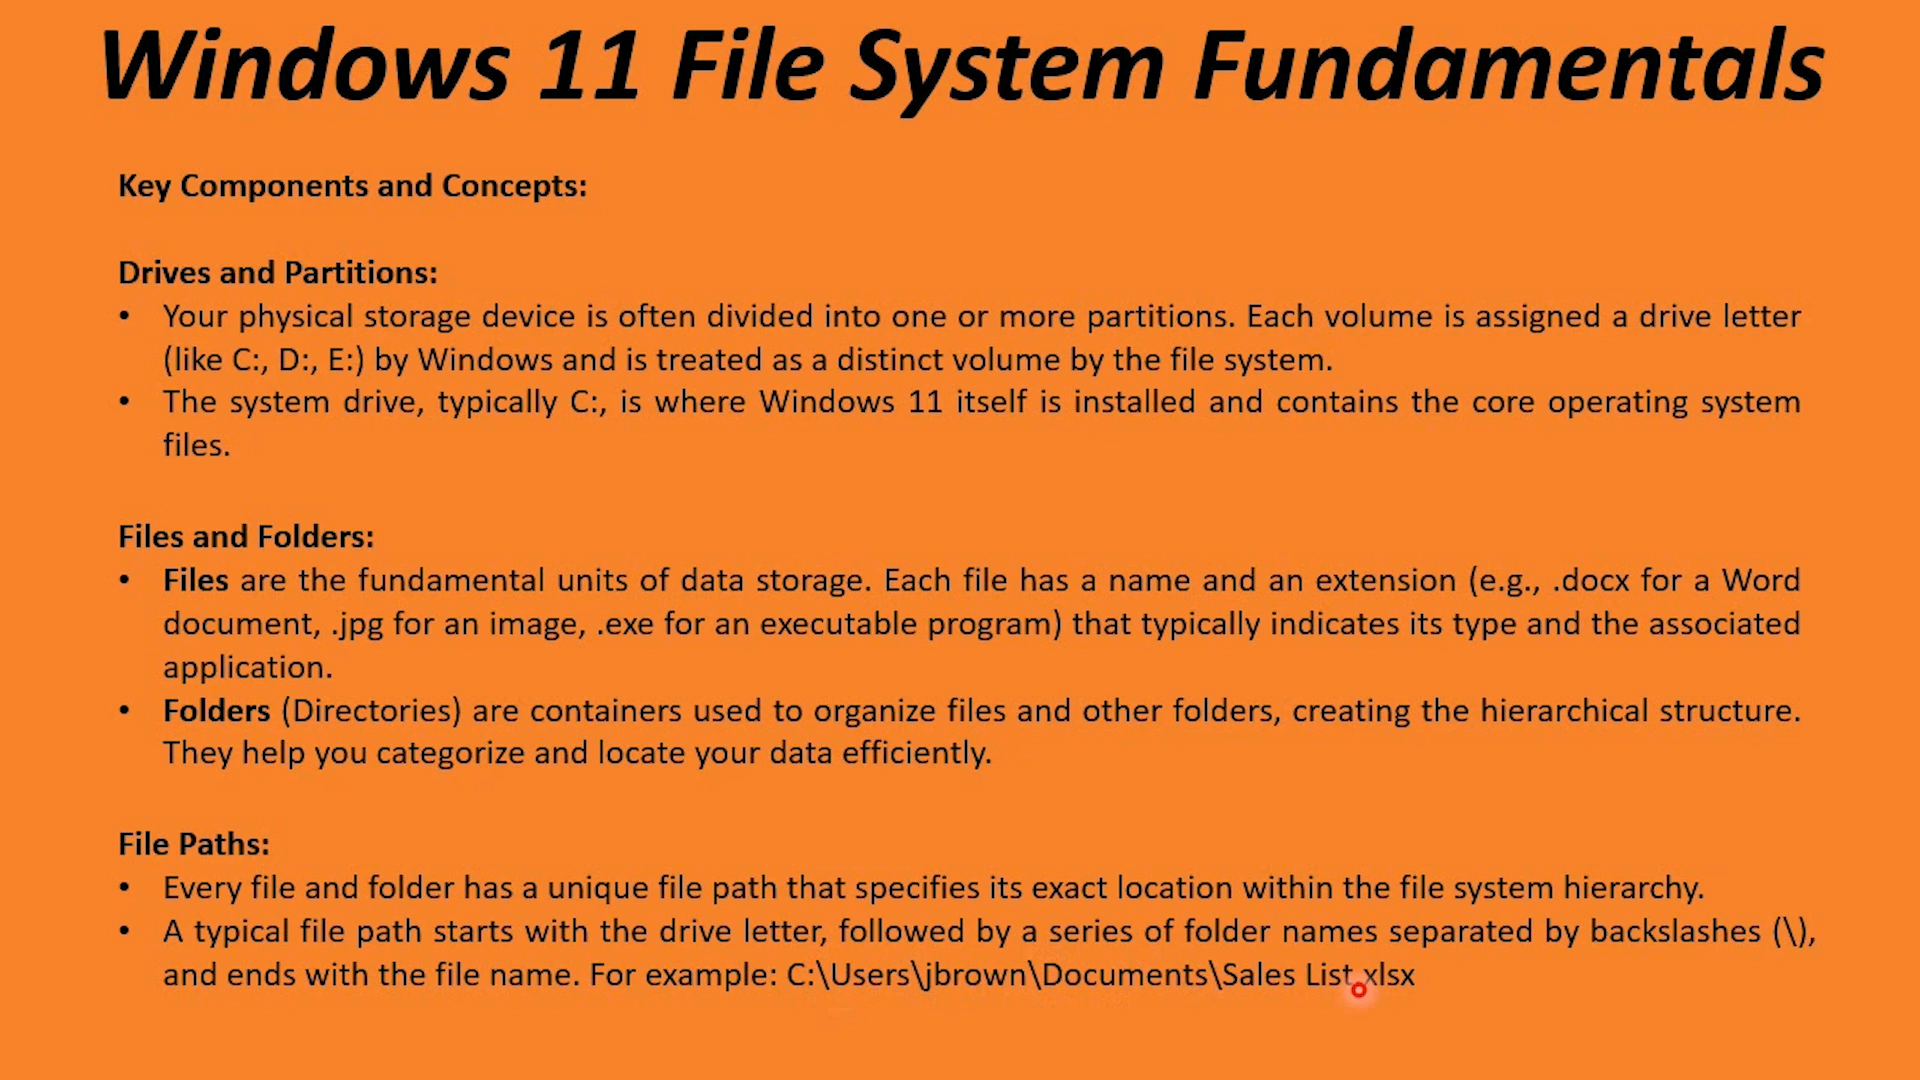 Windows 11 File System Fundamentals
Key Components and Concepts:
Drives and Partitions:
• Your physical storage device is often divided into one or more partitions. Each volume is assigned a drive letter
(like C:, D:, E:) by Windows and is treated as a distinct volume by the file system.
• The system drive, typically C:, is where Windows 11 itself is installed and contains the core operating system
files.
Files and Folders:
• Files are the fundamental units of data storage. Each file has a name and an extension (e.g., .docx for a Word
document, .jpg for an image, .exe for an executable program) that typically indicates its type and the associated
application.
• Folders (Directories) are containers used to organize files and other folders, creating the hierarchical structure.
They help you categorize and locate your data efficiently.
File Paths:
• Every file and folder has a unique file path that specifies its exact location within the file system hierarchy.
• A typical file path starts with the drive letter, followed by a series of folder names separated by backslashes (\),
and ends with the file name. For example: C:\Users\jbrown\Documents\Sales List.xlsx